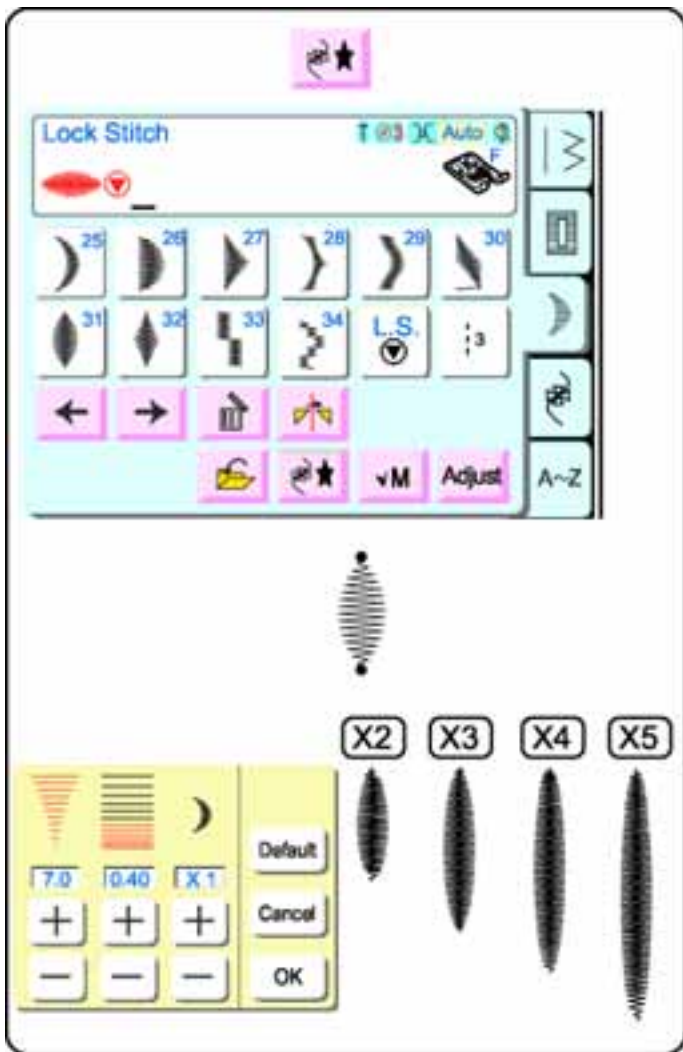 Lock Stitch
3 Auto
F
25 26 27 28 29 30
31 32 33 34 L.S. 3
√M Adjust A~Z
X2 X3 X4 X5
Default
7.0 0.40 X 1
Cancel
OK